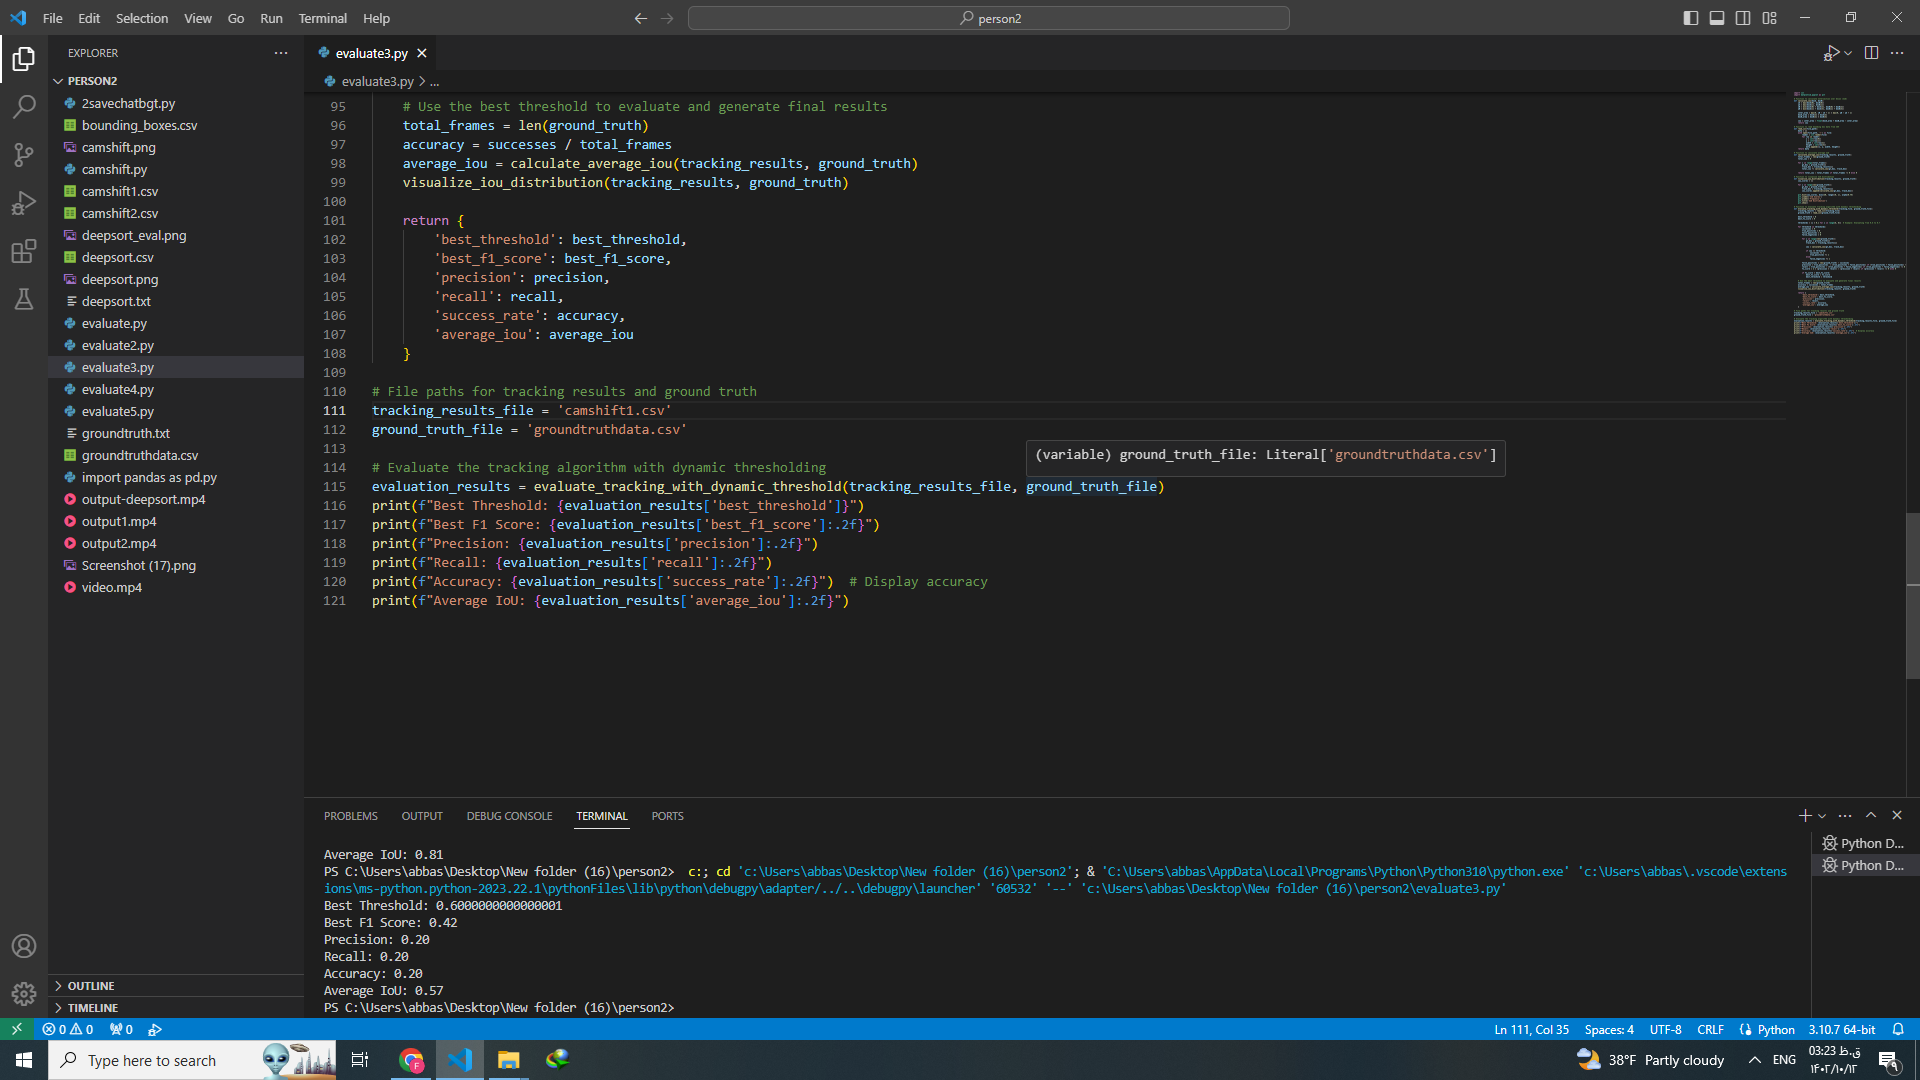 File Edit Selection View Go Run Terminal Help
person2
EXPLORER
evaluate3.py
PERSON2
evaluate3.py > ...
2savechatbgt.py
bounding_boxes.csv
camshift.png
camshift.py
camshift1.csv
camshift2.csv
deepsort_eval.png
deepsort.csv
deepsort.png
deepsort.txt
evaluate.py
evaluate2.py
evaluate3.py
evaluate4.py
evaluate5.py
groundtruth.txt
groundtruthdata.csv
import pandas as pd.py
output-deepsort.mp4
output1.mp4
output2.mp4
Screenshot (17).png
video.mp4
OUTLINE
TIMELINE
95 # Use the best threshold to evaluate and generate final results
96 total_frames = len(ground_truth)
97 accuracy = successes / total_frames
98 average_iou = calculate_average_iou(tracking_results, ground_truth)
99 visualize_iou_distribution(tracking_results, ground_truth)
100
101 return {
102 'best_threshold': best_threshold,
103 'best_f1_score': best_f1_score,
104 'precision': precision,
105 'recall': recall,
106 'success_rate': accuracy,
107 'average_iou': average_iou
108 }
109
110 # File paths for tracking results and ground truth
111 tracking_results_file = 'camshift1.csv'
112 ground_truth_file = 'groundtruthdata.csv'
113
(variable) ground_truth_file: Literal['groundtruthdata.csv']
114 # Evaluate the tracking algorithm with dynamic thresholding
115 evaluation_results = evaluate_tracking_with_dynamic_threshold(tracking_results_file, ground_truth_file)
116 print(f"Best Threshold: {evaluation_results['best_threshold']}")
117 print(f"Best F1 Score: {evaluation_results['best_f1_score']:.2f}")
118 print(f"Precision: {evaluation_results['precision']:.2f}")
119 print(f"Recall: {evaluation_results['recall']:.2f}")
120 print(f"Accuracy: {evaluation_results['success_rate']:.2f}") # Display accuracy
121 print(f"Average IoU: {evaluation_results['average_iou']:.2f}")
PROBLEMS OUTPUT DEBUG CONSOLE TERMINAL PORTS
Average IoU: 0.81
PS C:\Users\abbas\Desktop\New folder (16)\person2> c:; cd 'c:\Users\abbas\Desktop\New folder (16)\person2'; & 'C:\Users\abbas\AppData\Local\Programs\Python\Python310\python.exe' 'c:\Users\abbas\.vscode\extens
ions\ms-python.python-2023.22.1\pythonFiles\lib\python\debugpy\adapter/../..\debugpy\launcher' '60532' '--' 'c:\Users\abbas\Desktop\New folder (16)\person2\evaluate3.py'
Best Threshold: 0.6000000000000001
Best F1 Score: 0.42
Precision: 0.20
Recall: 0.20
Accuracy: 0.20
Average IoU: 0.57
PS C:\Users\abbas\Desktop\New folder (16)\person2>
Python D...
Python D...
0 0 0 Ln 111, Col 35 Spaces: 4 UTF-8 CRLF Python 3.10.7 64-bit
Type here to search
38°F Partly cloudy ENG
03:23 ق.ظ
۱۴۰۲/۱۰/۱۲
۹